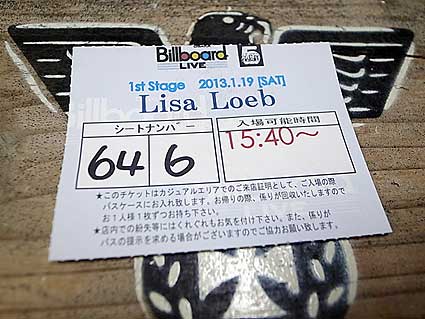 Billboard
LIVE
1st Stage 2013.1.19 [SAT]
Lisa Loeb
シートナンバー
入場可能時間
64 6
15:40〜
★このチケットはカジュアルエリアでのご来店証明として、ご入場の際、
パスケースにお入れ致します。お帰りの際、係りが回収いたしますので
お1人様1枚ずつお持ち下さい。
★店内での紛失等にはくれぐれもお気を付け下さい。また、係りが
パスの提示を求める場合がございますのでご協力お願い致します。